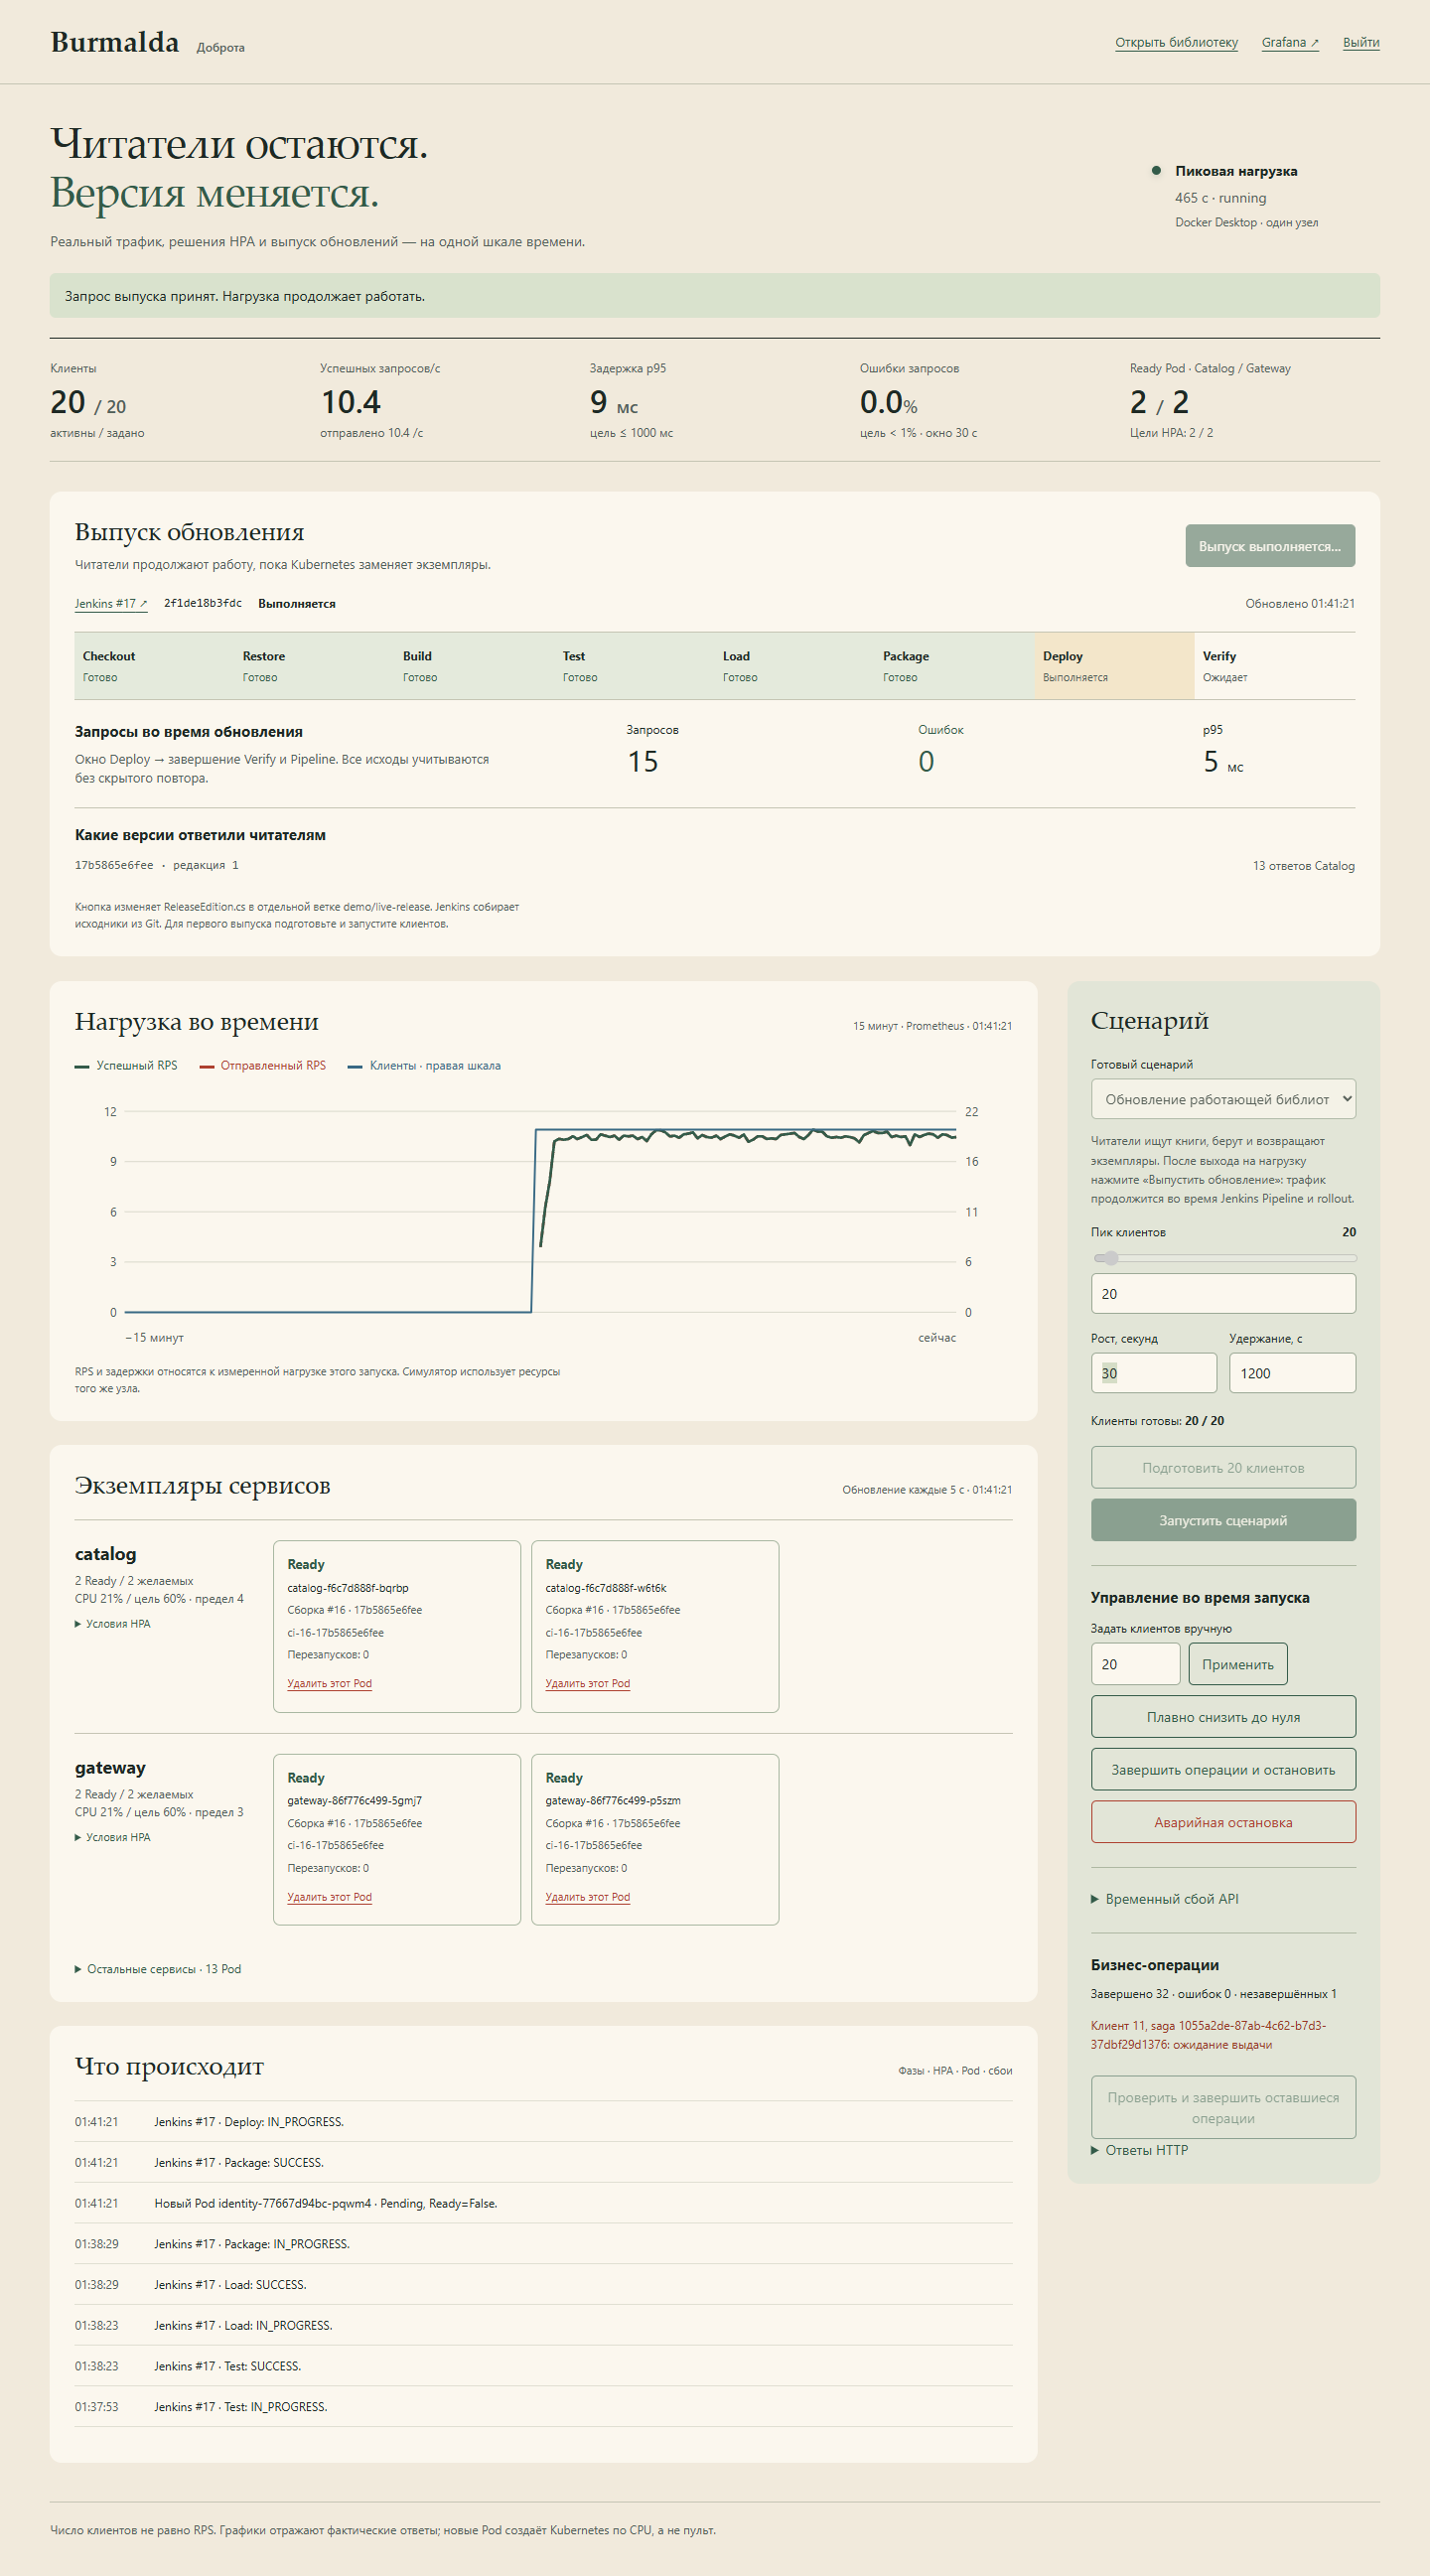 Burmalda Доброта
Открыть библиотеку Grafana ↗ Выйти
Читатели остаются.
Версия меняется.
Реальный трафик, решения HPA и выпуск обновлений — на одной шкале времени.
Пиковая нагрузка
465 с · running
Docker Desktop · один узел
Запрос выпуска принят. Нагрузка продолжает работать.
Клиенты
20 / 20
активны / задано
Успешных запросов/с
10.4
отправлено 10.4 /с
Задержка p95
9 мс
цель ≤ 1000 мс
Ошибки запросов
0.0%
цель < 1% · окно 30 с
Ready Pod · Catalog / Gateway
2 / 2
Цели HPA: 2 / 2
Выпуск обновления
Читатели продолжают работу, пока Kubernetes заменяет экземпляры.
Выпуск выполняется...
Jenkins #17 ↗ 2f1de18b3fdc Выполняется
Обновлено 01:41:21
Checkout
Готово
Restore
Готово
Build
Готово
Test
Готово
Load
Готово
Package
Готово
Deploy
Выполняется
Verify
Ожидает
Запросы во время обновления
Окно Deploy → завершение Verify и Pipeline. Все исходы учитываются
без скрытого повтора.
Запросов
15
Ошибок
0
p95
5 мс
Какие версии ответили читателям
17b5865e6fee · редакция 1
13 ответов Catalog
Кнопка изменяет ReleaseEdition.cs в отдельной ветке demo/live-release. Jenkins собирает
исходники из Git. Для первого выпуска подготовьте и запустите клиентов.
Нагрузка во времени
15 минут · Prometheus · 01:41:21
Успешный RPS Отправленный RPS Клиенты · правая шкала
12 22
9 16
6 11
3 6
0 0
−15 минут сейчас
RPS и задержки относятся к измеренной нагрузке этого запуска. Симулятор использует ресурсы
того же узла.
Экземпляры сервисов
Обновление каждые 5 с · 01:41:21
catalog
2 Ready / 2 желаемых
CPU 21% / цель 60% · предел 4
▶ Условия HPA
Ready
catalog-f6c7d888f-bqrbp
Сборка #16 · 17b5865e6fee
ci-16-17b5865e6fee
Перезапусков: 0
Удалить этот Pod
Ready
catalog-f6c7d888f-w6t6k
Сборка #16 · 17b5865e6fee
ci-16-17b5865e6fee
Перезапусков: 0
Удалить этот Pod
gateway
2 Ready / 2 желаемых
CPU 21% / цель 60% · предел 3
▶ Условия HPA
Ready
gateway-86f776c499-5gmj7
Сборка #16 · 17b5865e6fee
ci-16-17b5865e6fee
Перезапусков: 0
Удалить этот Pod
Ready
gateway-86f776c499-p5szm
Сборка #16 · 17b5865e6fee
ci-16-17b5865e6fee
Перезапусков: 0
Удалить этот Pod
▶ Остальные сервисы · 13 Pod
Что происходит
Фазы · HPA · Pod · сбои
01:41:21 Jenkins #17 · Deploy: IN_PROGRESS.
01:41:21 Jenkins #17 · Package: SUCCESS.
01:41:21 Новый Pod identity-77667d94bc-pqwm4 · Pending, Ready=False.
01:38:29 Jenkins #17 · Package: IN_PROGRESS.
01:38:29 Jenkins #17 · Load: SUCCESS.
01:38:23 Jenkins #17 · Load: IN_PROGRESS.
01:38:23 Jenkins #17 · Test: SUCCESS.
01:37:53 Jenkins #17 · Test: IN_PROGRESS.
Сценарий
Готовый сценарий
Обновление работающей библиот
Читатели ищут книги, берут и возвращают
экземпляры. После выхода на нагрузку
нажмите «Выпустить обновление»: трафик
продолжится во время Jenkins Pipeline и rollout.
Пик клиентов 20
20
Рост, секунд Удержание, с
30 1200
Клиенты готовы: 20 / 20
Подготовить 20 клиентов
Запустить сценарий
Управление во время запуска
Задать клиентов вручную
20 Применить
Плавно снизить до нуля
Завершить операции и остановить
Аварийная остановка
▶ Временный сбой API
Бизнес-операции
Завершено 32 · ошибок 0 · незавершённых 1
Клиент 11, saga 1055a2de-87ab-4c62-b7d3-
37dbf29d1376: ожидание выдачи
Проверить и завершить оставшиеся
операции
▶ Ответы HTTP
Число клиентов не равно RPS. Графики отражают фактические ответы; новые Pod создаёт Kubernetes по CPU, а не пульт.